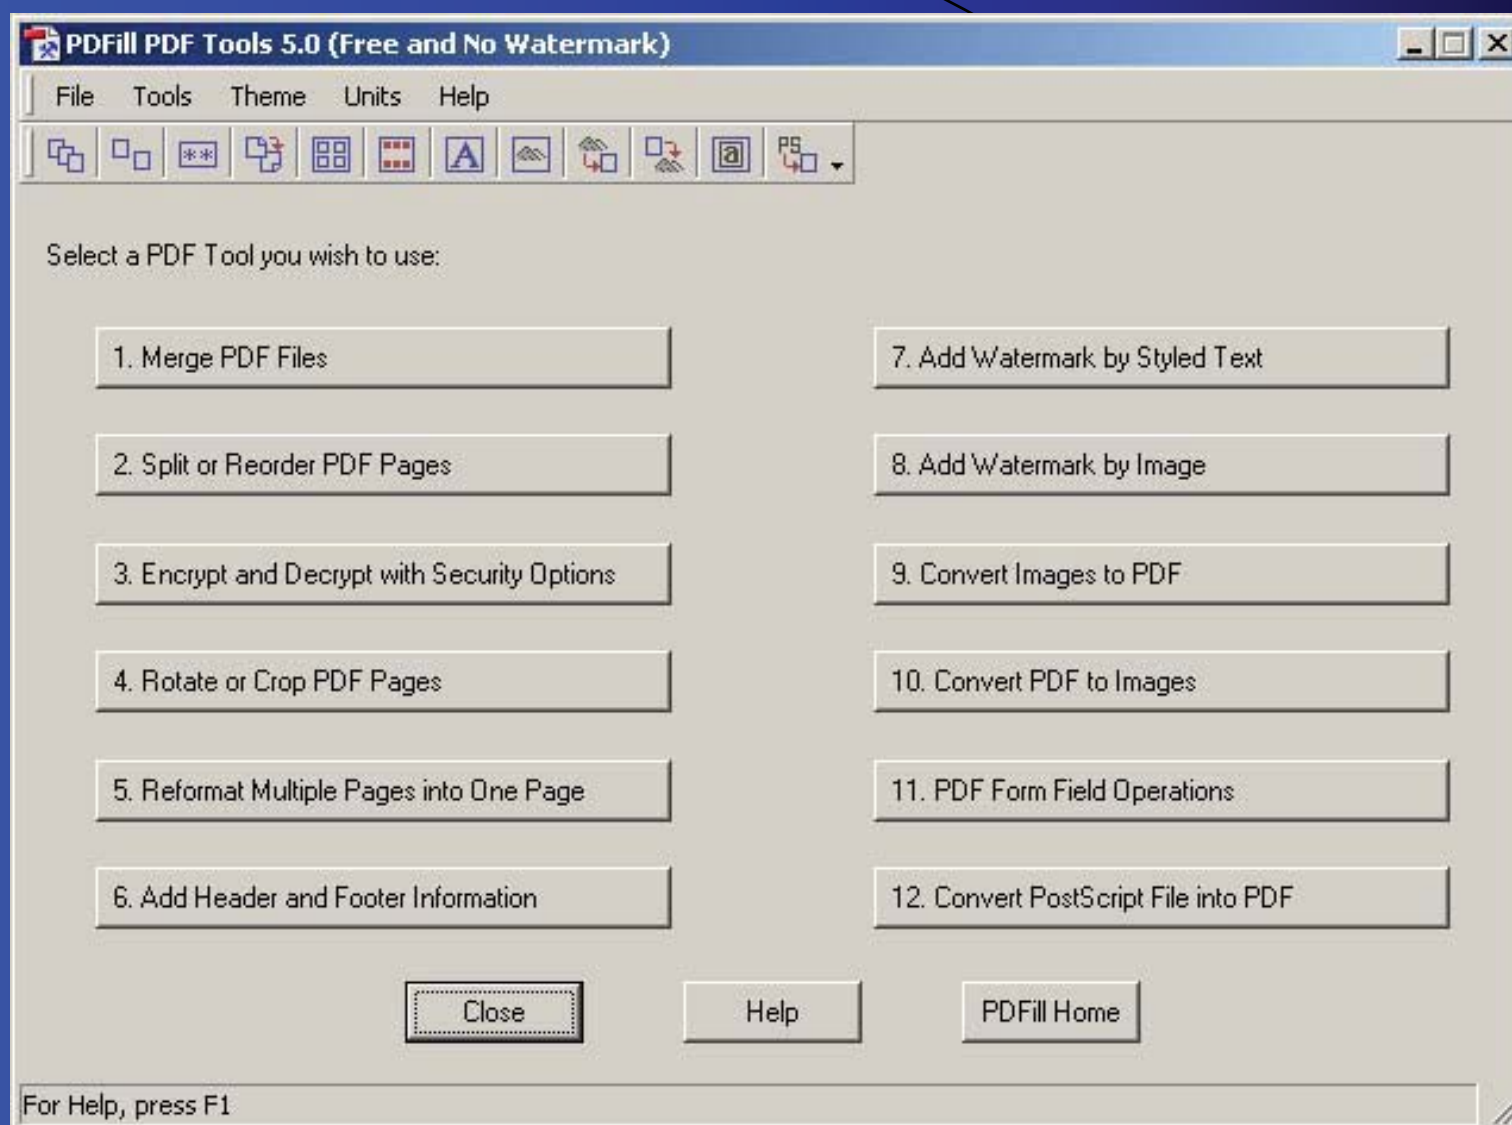 PDFill PDF Tools 5.0 (Free and No Watermark)
File Tools Theme Units Help
** A a PS
Select a PDF Tool you wish to use:
1. Merge PDF Files
2. Split or Reorder PDF Pages
3. Encrypt and Decrypt with Security Options
4. Rotate or Crop PDF Pages
5. Reformat Multiple Pages into One Page
6. Add Header and Footer Information
7. Add Watermark by Styled Text
8. Add Watermark by Image
9. Convert Images to PDF
10. Convert PDF to Images
11. PDF Form Field Operations
12. Convert PostScript File into PDF
Close Help PDFill Home
For Help, press F1